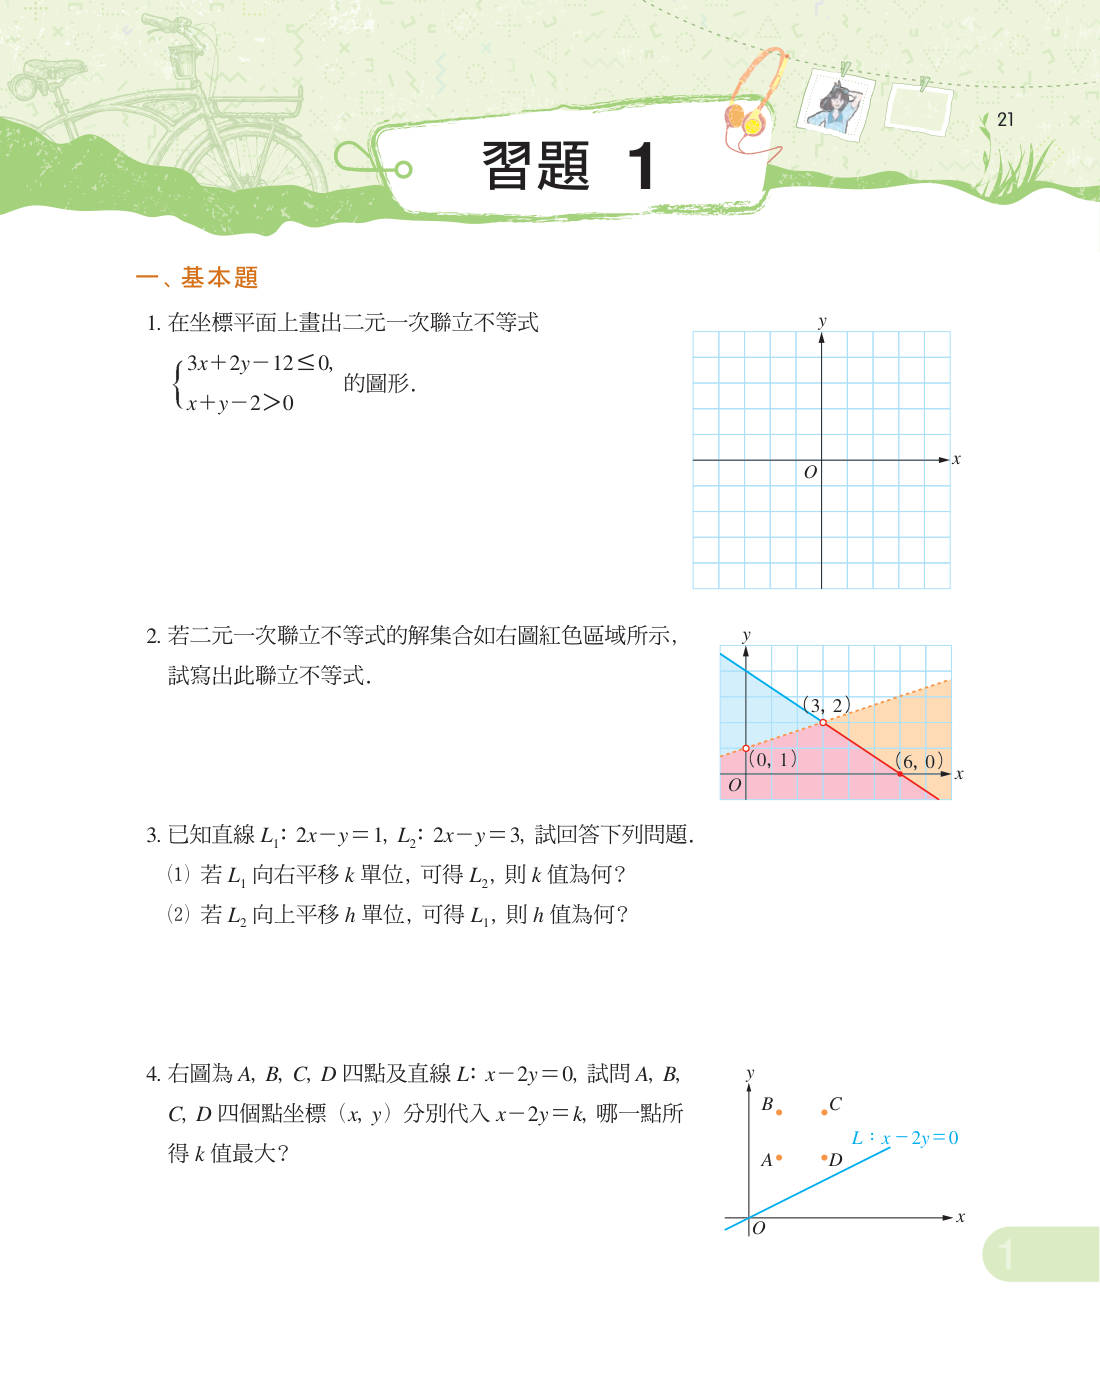 21
習題 1
一、基本題
1. 在坐標平面上畫出二元一次聯立不等式
3x+2y−12≤0,
x+y−2>0
的圖形.
y
x
O
2. 若二元一次聯立不等式的解集合如右圖紅色區域所示,
試寫出此聯立不等式.
y
(3, 2)
(0, 1)
(6, 0)
x
O
3. 已知直線 L₁: 2x−y=1, L₂: 2x−y=3, 試回答下列問題.
⑴ 若 L₁ 向右平移 k 單位, 可得 L₂, 則 k 值為何?
⑵ 若 L₂ 向上平移 h 單位, 可得 L₁, 則 h 值為何?
4. 右圖為 A, B, C, D 四點及直線 L: x−2y=0, 試問 A, B,
C, D 四個點坐標 (x, y) 分別代入 x−2y=k, 哪一點所
得 k 值最大?
y
B
C
L：x−2y=0
A
D
x
O
1